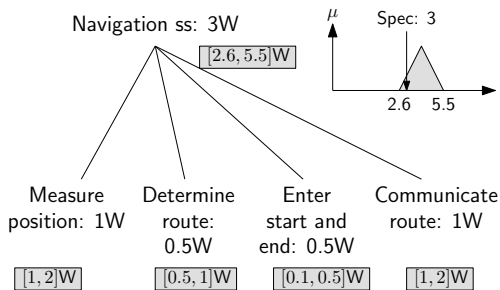 Navigation ss: 3W
[2.6, 5.5]W
μ
Spec: 3
2.6
5.5
Measure
position: 1W
[1, 2]W
Determine
route:
0.5W
[0.5, 1]W
Enter
start and
end: 0.5W
[0.1, 0.5]W
Communicate
route: 1W
[1, 2]W